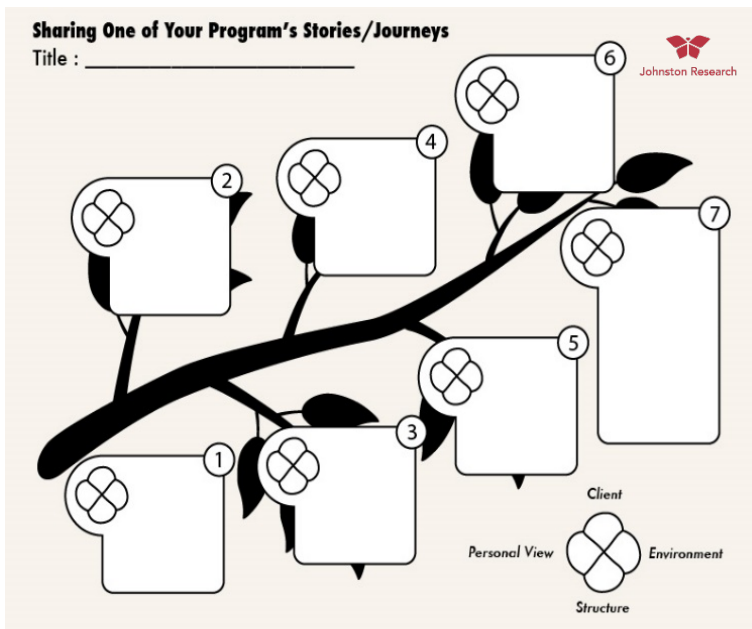 Sharing One of Your Program's Stories/Journeys
Title : ___________________________
Johnston Research
6
4
2
7
5
3
1
Client
Personal View
Environment
Structure